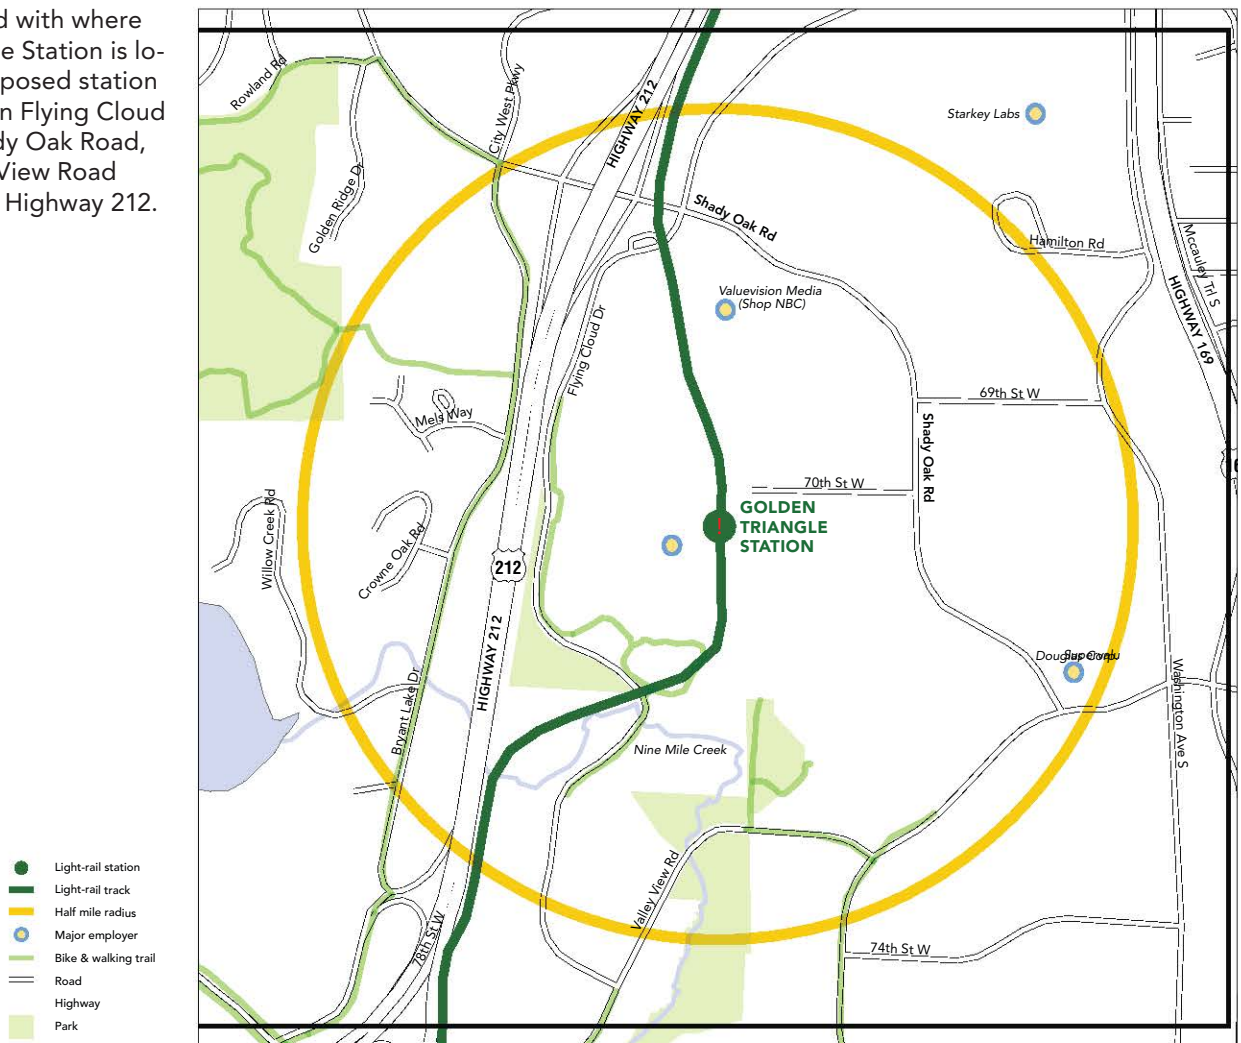 d with where
e Station is lo-
posed station
n Flying Cloud
dy Oak Road,
View Road
Highway 212.
Rowland Rd
City West Pkwy
HIGHWAY 212
Starkey Labs
Golden Ridge Dr
Shady Oak Rd
Hamilton Rd
Mccauley Trl S
HIGHWAY 169
Valuevision Media
(Shop NBC)
Flying Cloud Dr
69th St W
Mels Way
Shady Oak Rd
70th St W
GOLDEN
TRIANGLE
STATION
!
Willow Creek Rd
Crowne Oak Rd
212
HIGHWAY 212
Douglas Corp
Supervalu
Bryant Lake Dr
Washington Ave S
Nine Mile Creek
Valley View Rd
78th St W
74th St W
Light-rail station
Light-rail track
Half mile radius
Major employer
Bike & walking trail
Road
Highway
Park